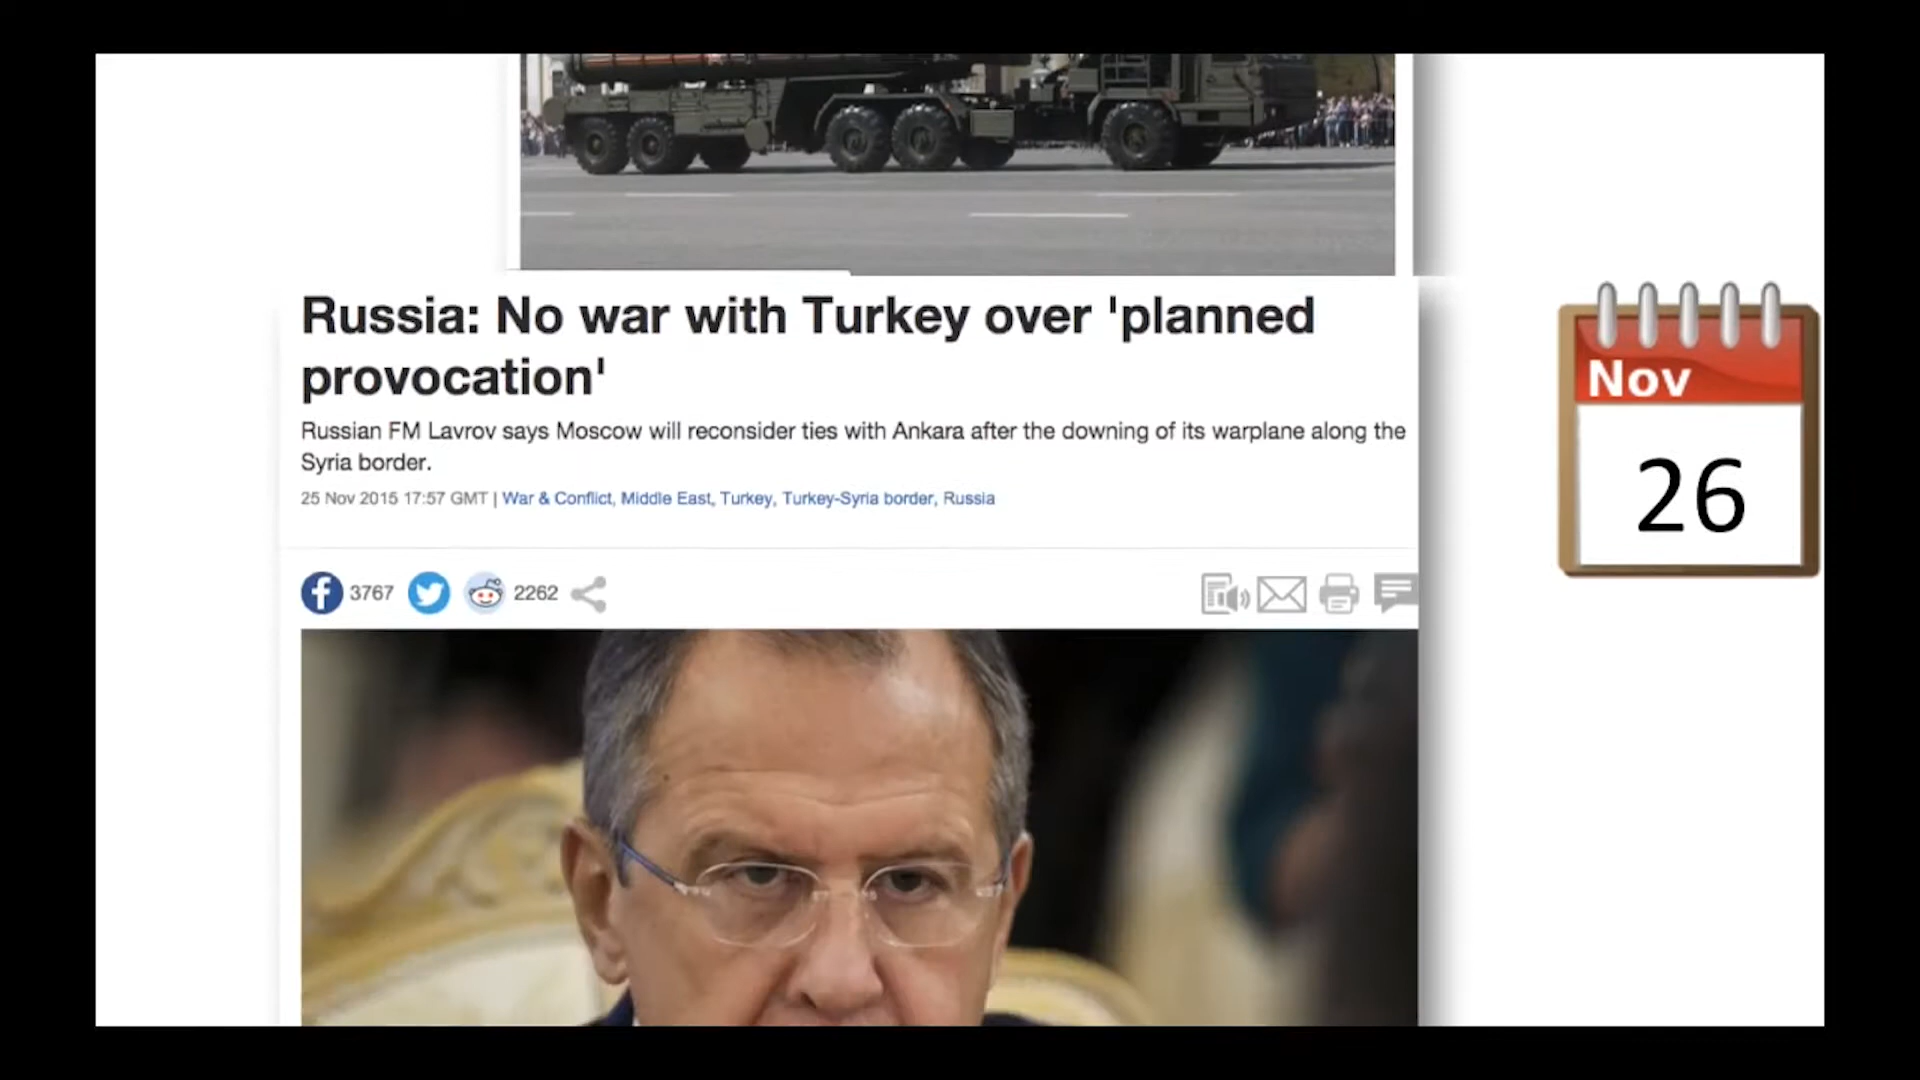 Russia: No war with Turkey over 'planned
provocation'
Russian FM Lavrov says Moscow will reconsider ties with Ankara after the downing of its warplane along the
Syria border.
25 Nov 2015 17:57 GMT | War & Conflict, Middle East, Turkey, Turkey-Syria border, Russia
3767
2262
Nov
26